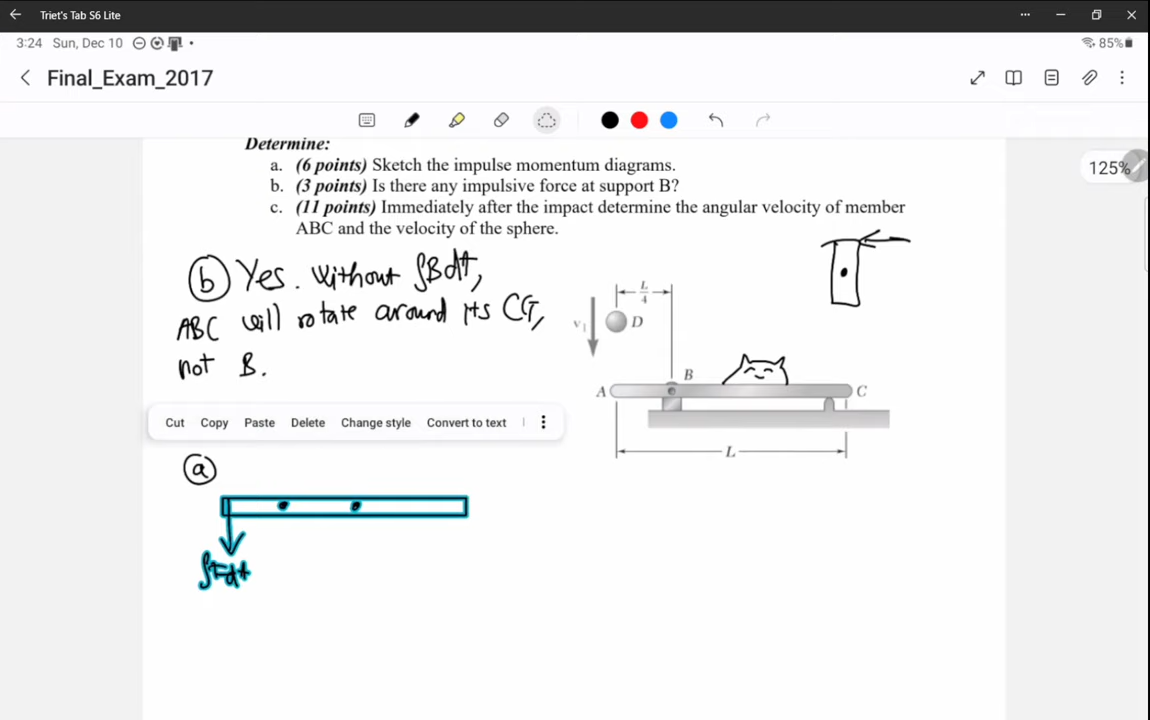 Triet's Tab S6 Lite
3:24 Sun, Dec 10
85%
Final_Exam_2017
125%
Determine:
a. (6 points) Sketch the impulse momentum diagrams.
b. (3 points) Is there any impulsive force at support B?
c. (11 points) Immediately after the impact determine the angular velocity of member
ABC and the velocity of the sphere.
b Yes. Without ∫Bdt,
ABC will rotate around its CG,
not B.
L/4
v1
D
B
A
C
L
Cut Copy Paste Delete Change style Convert to text
a
∫Fdt